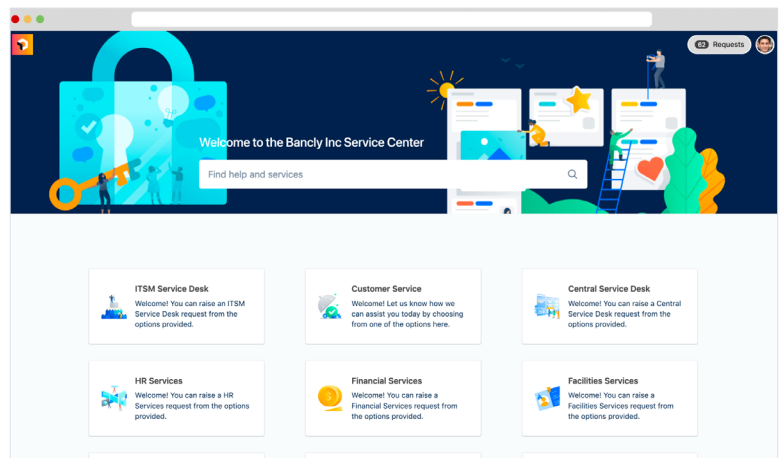 82 Requests
Welcome to the Bancly Inc Service Center
Find help and services
ITSM Service Desk
Welcome! You can raise an ITSM
Service Desk request from the
options provided.
Customer Service
Welcome! Let us know how we
can assist you today by choosing
from one of the options here.
Central Service Desk
Welcome! You can raise a Central
Service Desk request from the
options provided.
HR Services
Welcome! You can raise a HR
Services request from the options
provided.
Financial Services
Welcome! You can raise a
Financial Services request from
the options provided.
Facilities Services
Welcome! You can raise a
Facilities Services request from
the options provided.